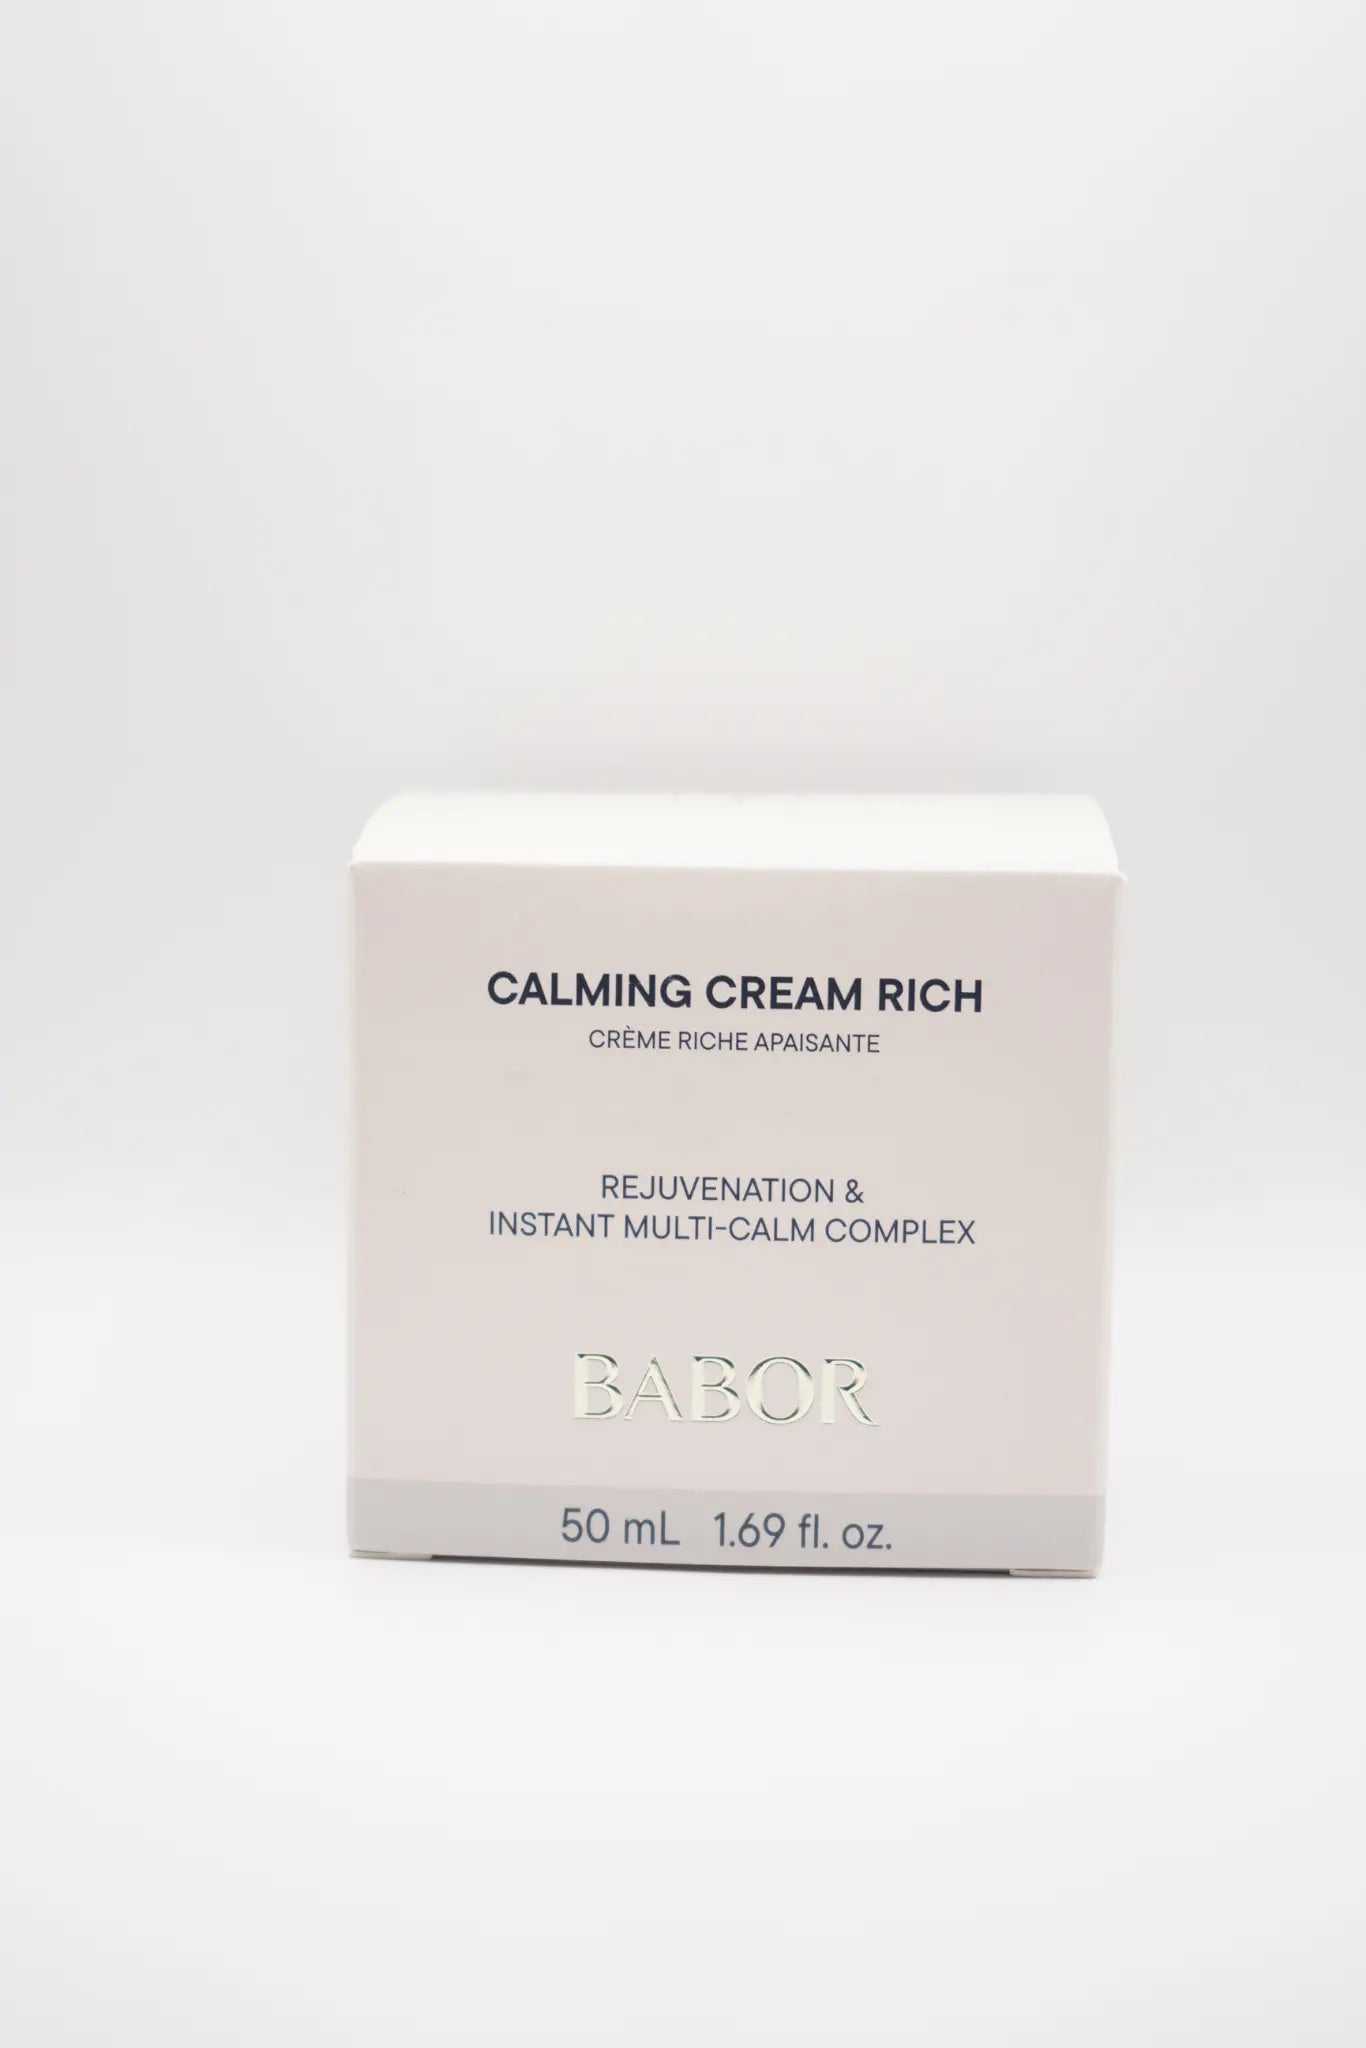 CALMING CREAM RICH
CRÈME RICHE APAISANTE
REJUVENATION &
INSTANT MULTI-CALM COMPLEX
BABOR
50 mL 1.69 fl. oz.